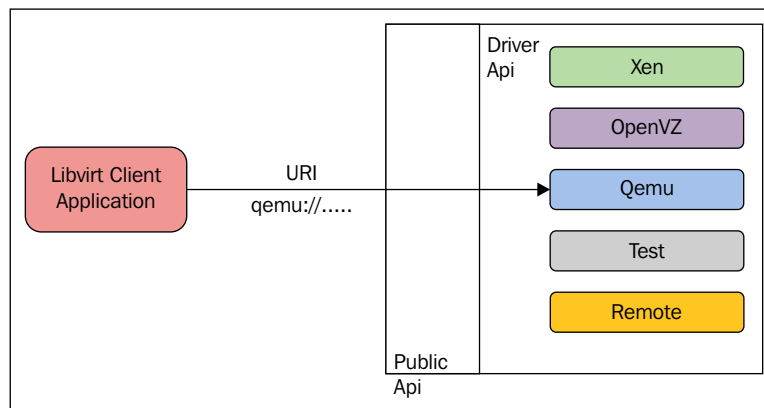 Libvirt Client
Application
URI
qemu://.....
Public
Api
Driver
Api
Xen
OpenVZ
Qemu
Test
Remote